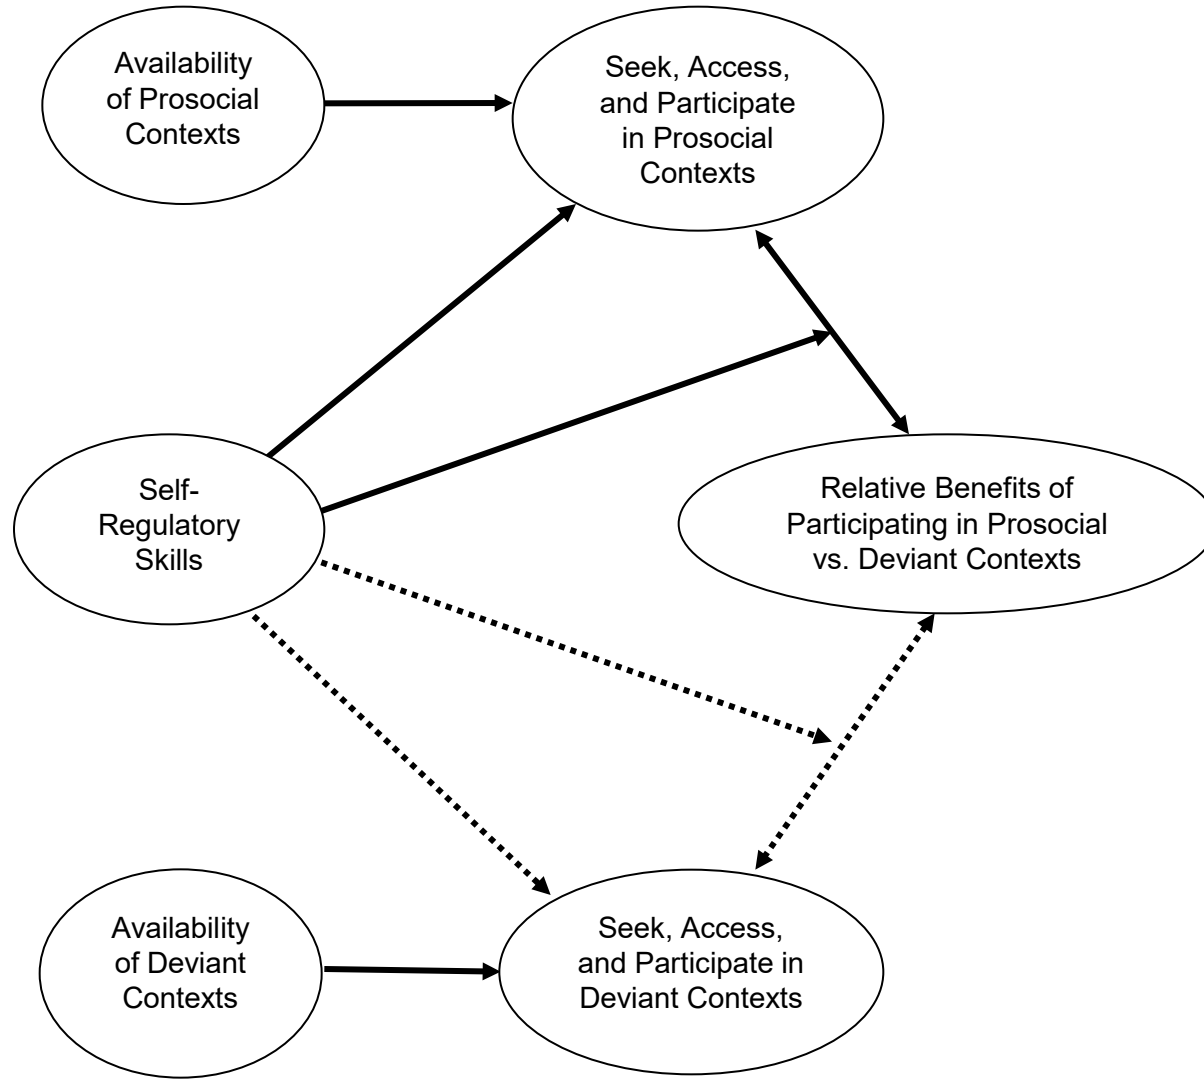 Availability
of Prosocial
Contexts
Seek, Access,
and Participate
in Prosocial
Contexts
Self-
Regulatory
Skills
Relative Benefits of
Participating in Prosocial
vs. Deviant Contexts
Availability
of Deviant
Contexts
Seek, Access,
and Participate in
Deviant Contexts